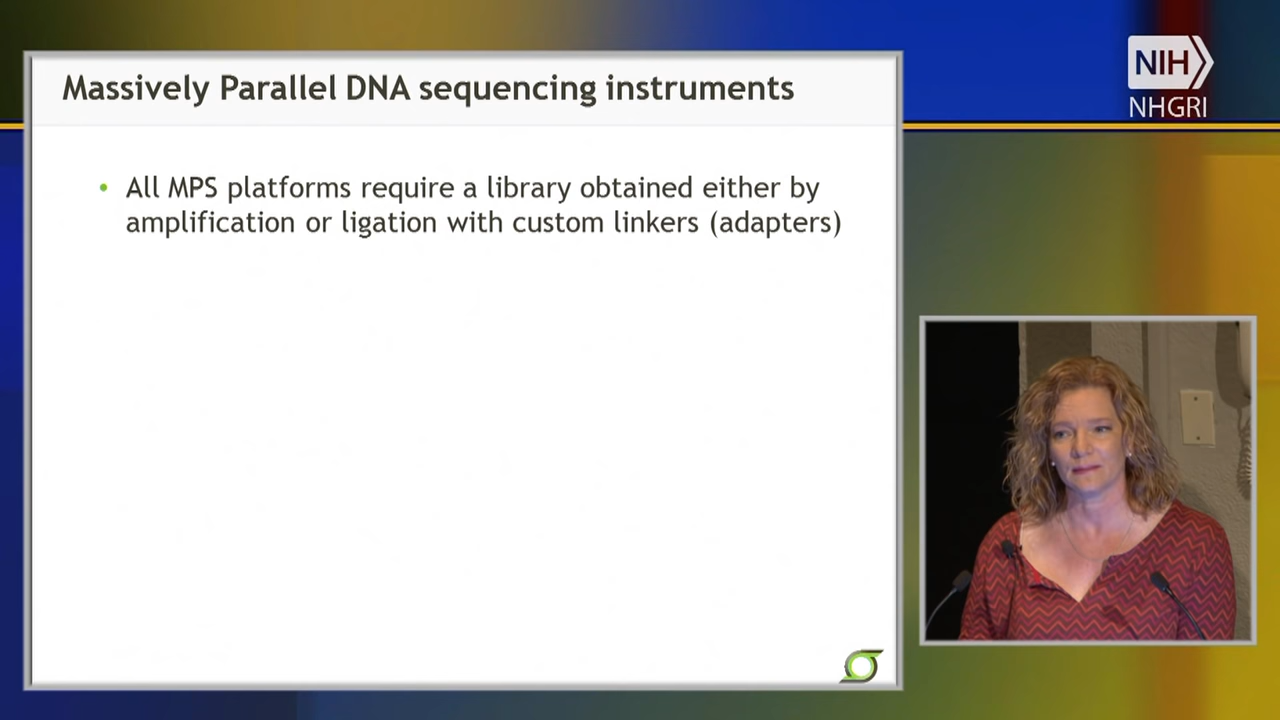 Massively Parallel DNA sequencing instruments
• All MPS platforms require a library obtained either by
amplification or ligation with custom linkers (adapters)
NIH
NHGRI